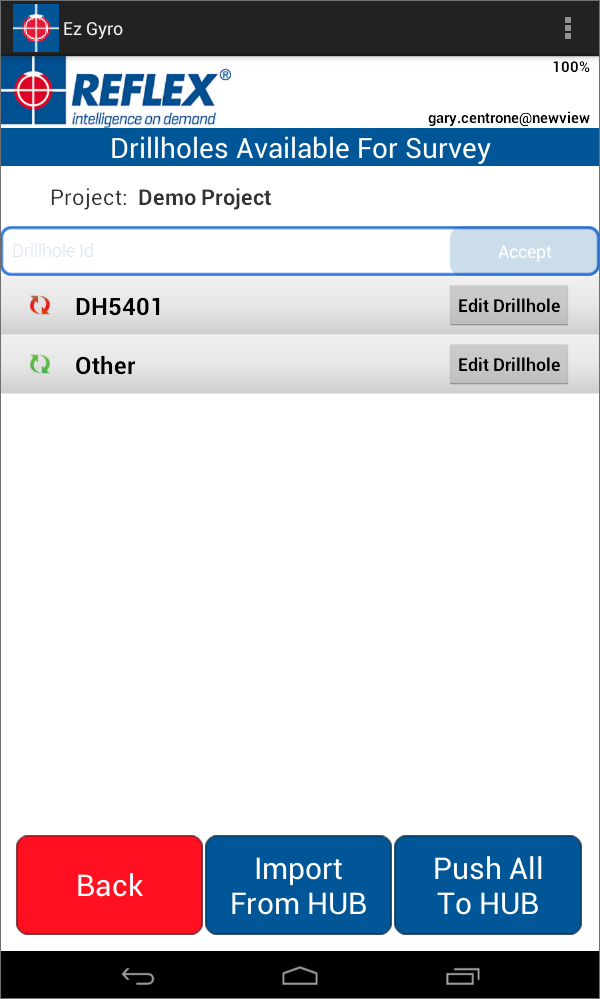 Ez Gyro
100%
REFLEX®
intelligence on demand
gary.centrone@newview
Drillholes Available For Survey
Project: Demo Project
Drillhole Id
Accept
DH5401
Edit Drillhole
Other
Edit Drillhole
Back
Import
From HUB
Push All
To HUB